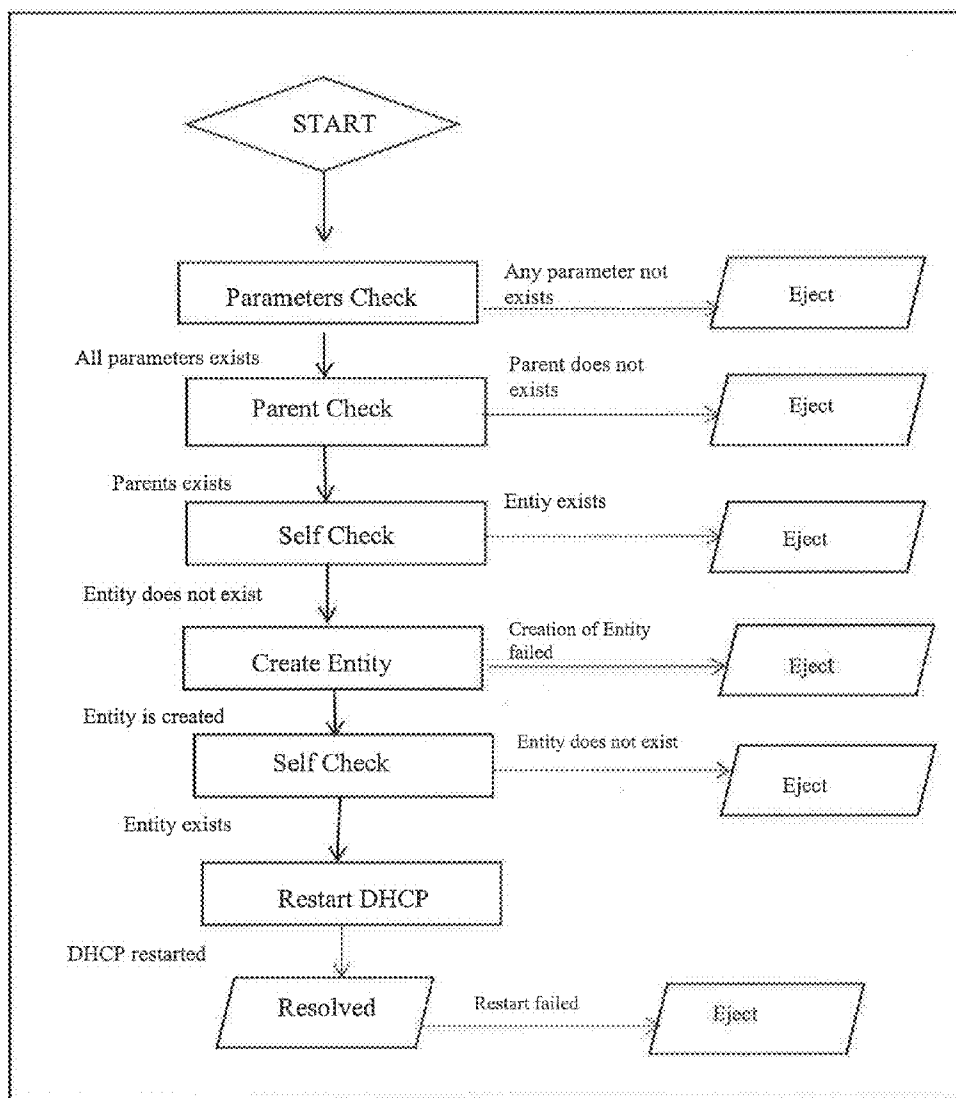 START
Parameters Check
Any parameter not
exists
Eject
All parameters exists
Parent Check
Parent does not
exists
Eject
Parents exists
Self Check
Entiy exists
Eject
Entity does not exist
Create Entity
Creation of Entity
failed
Eject
Entity is created
Self Check
Entity does not exist
Eject
Entity exists
Restart DHCP
DHCP restarted
Resolved
Restart failed
Eject